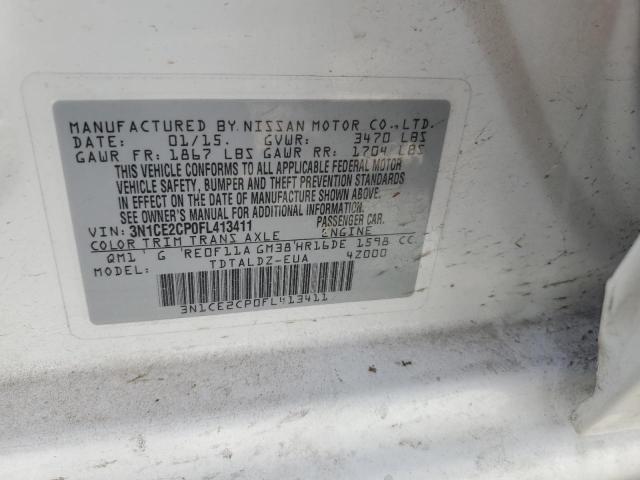 MANUFACTURED BY NISSAN MOTOR CO.,LTD.
DATE: 01/15. GVWR: 3470 LBS
GAWR FR: 1867 LBS GAWR RR: 1704 LBS
THIS VEHICLE CONFORMS TO ALL APPLICABLE FEDERAL MOTOR
VEHICLE SAFETY, BUMPER AND THEFT PREVENTION STANDARDS
IN EFFECT ON THE DATE OF MANUFACTURE SHOWN ABOVE.
SEE OWNER'S MANUAL FOR ADDITIONAL INFORMATION.
VIN: 3N1CE2CP0FL413411 PASSENGER CAR.
COLOR TRIM TRANS AXLE ENGINE
QM1 G RE0F11A GM38 HR16DE 1598 CC
MODEL: TDTALDZ-EUA 4Z000
3N1CE2CP0FL413411